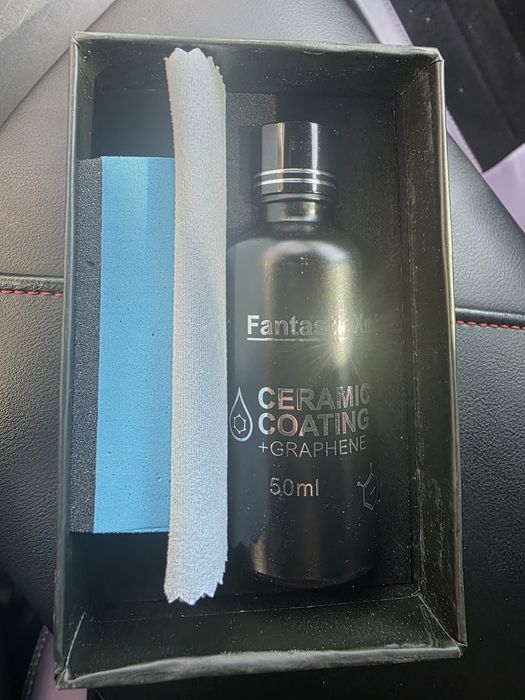 CERAMIC
COATING
+GRAPHENE
50ml